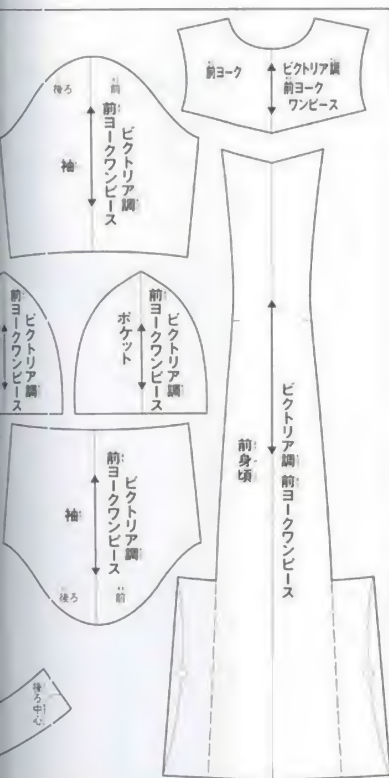 後ろ
前
ビクトリア調
前ヨークワンピース
袖
前ヨーク
ビクトリア調
前ヨーク
ワンピース
ビクトリア調
前ヨークワンピース
ビクトリア調
前ヨークワンピース
ポケット
ビクトリア調 前ヨークワンピース
前身頃
ビクトリア調
前ヨークワンピース
袖
後ろ
前
後ろ中心